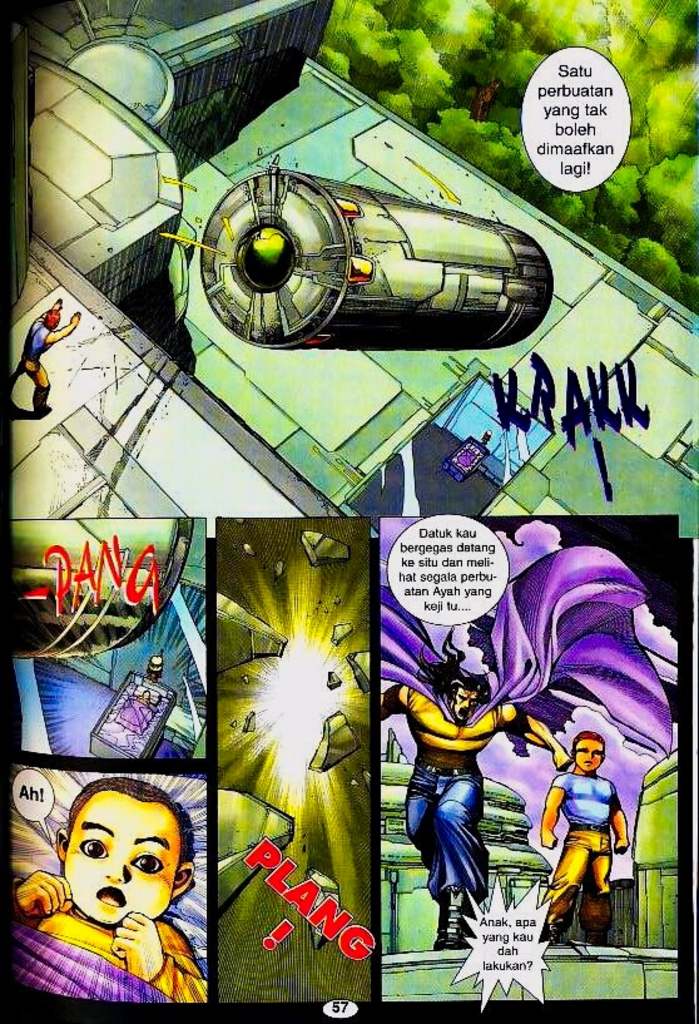 Satu
perbuatan
yang tak
boleh
dimaafkan
lagi!
KRAKK!
PANG
Ah!
PLANG
!
Datuk kau
bergegas datang
ke situ dan meli-
hat segala perbu-
atan Ayah yang
keji tu....
Anak, apa
yang kau
dah
lakukan?
57